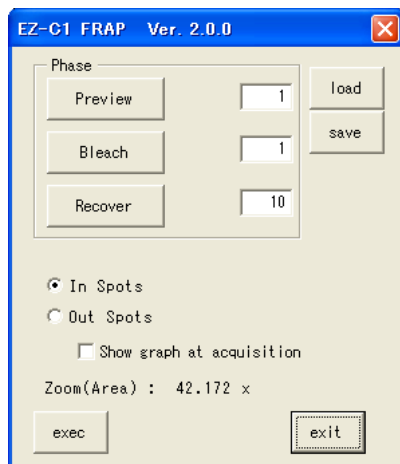 EZ-C1 FRAP Ver. 2.0.0
Phase
Preview 1
load
Bleach 1
save
Recover 10
In Spots
Out Spots
Show graph at acquisition
Zoom(Area) : 42.172 x
exec
exit